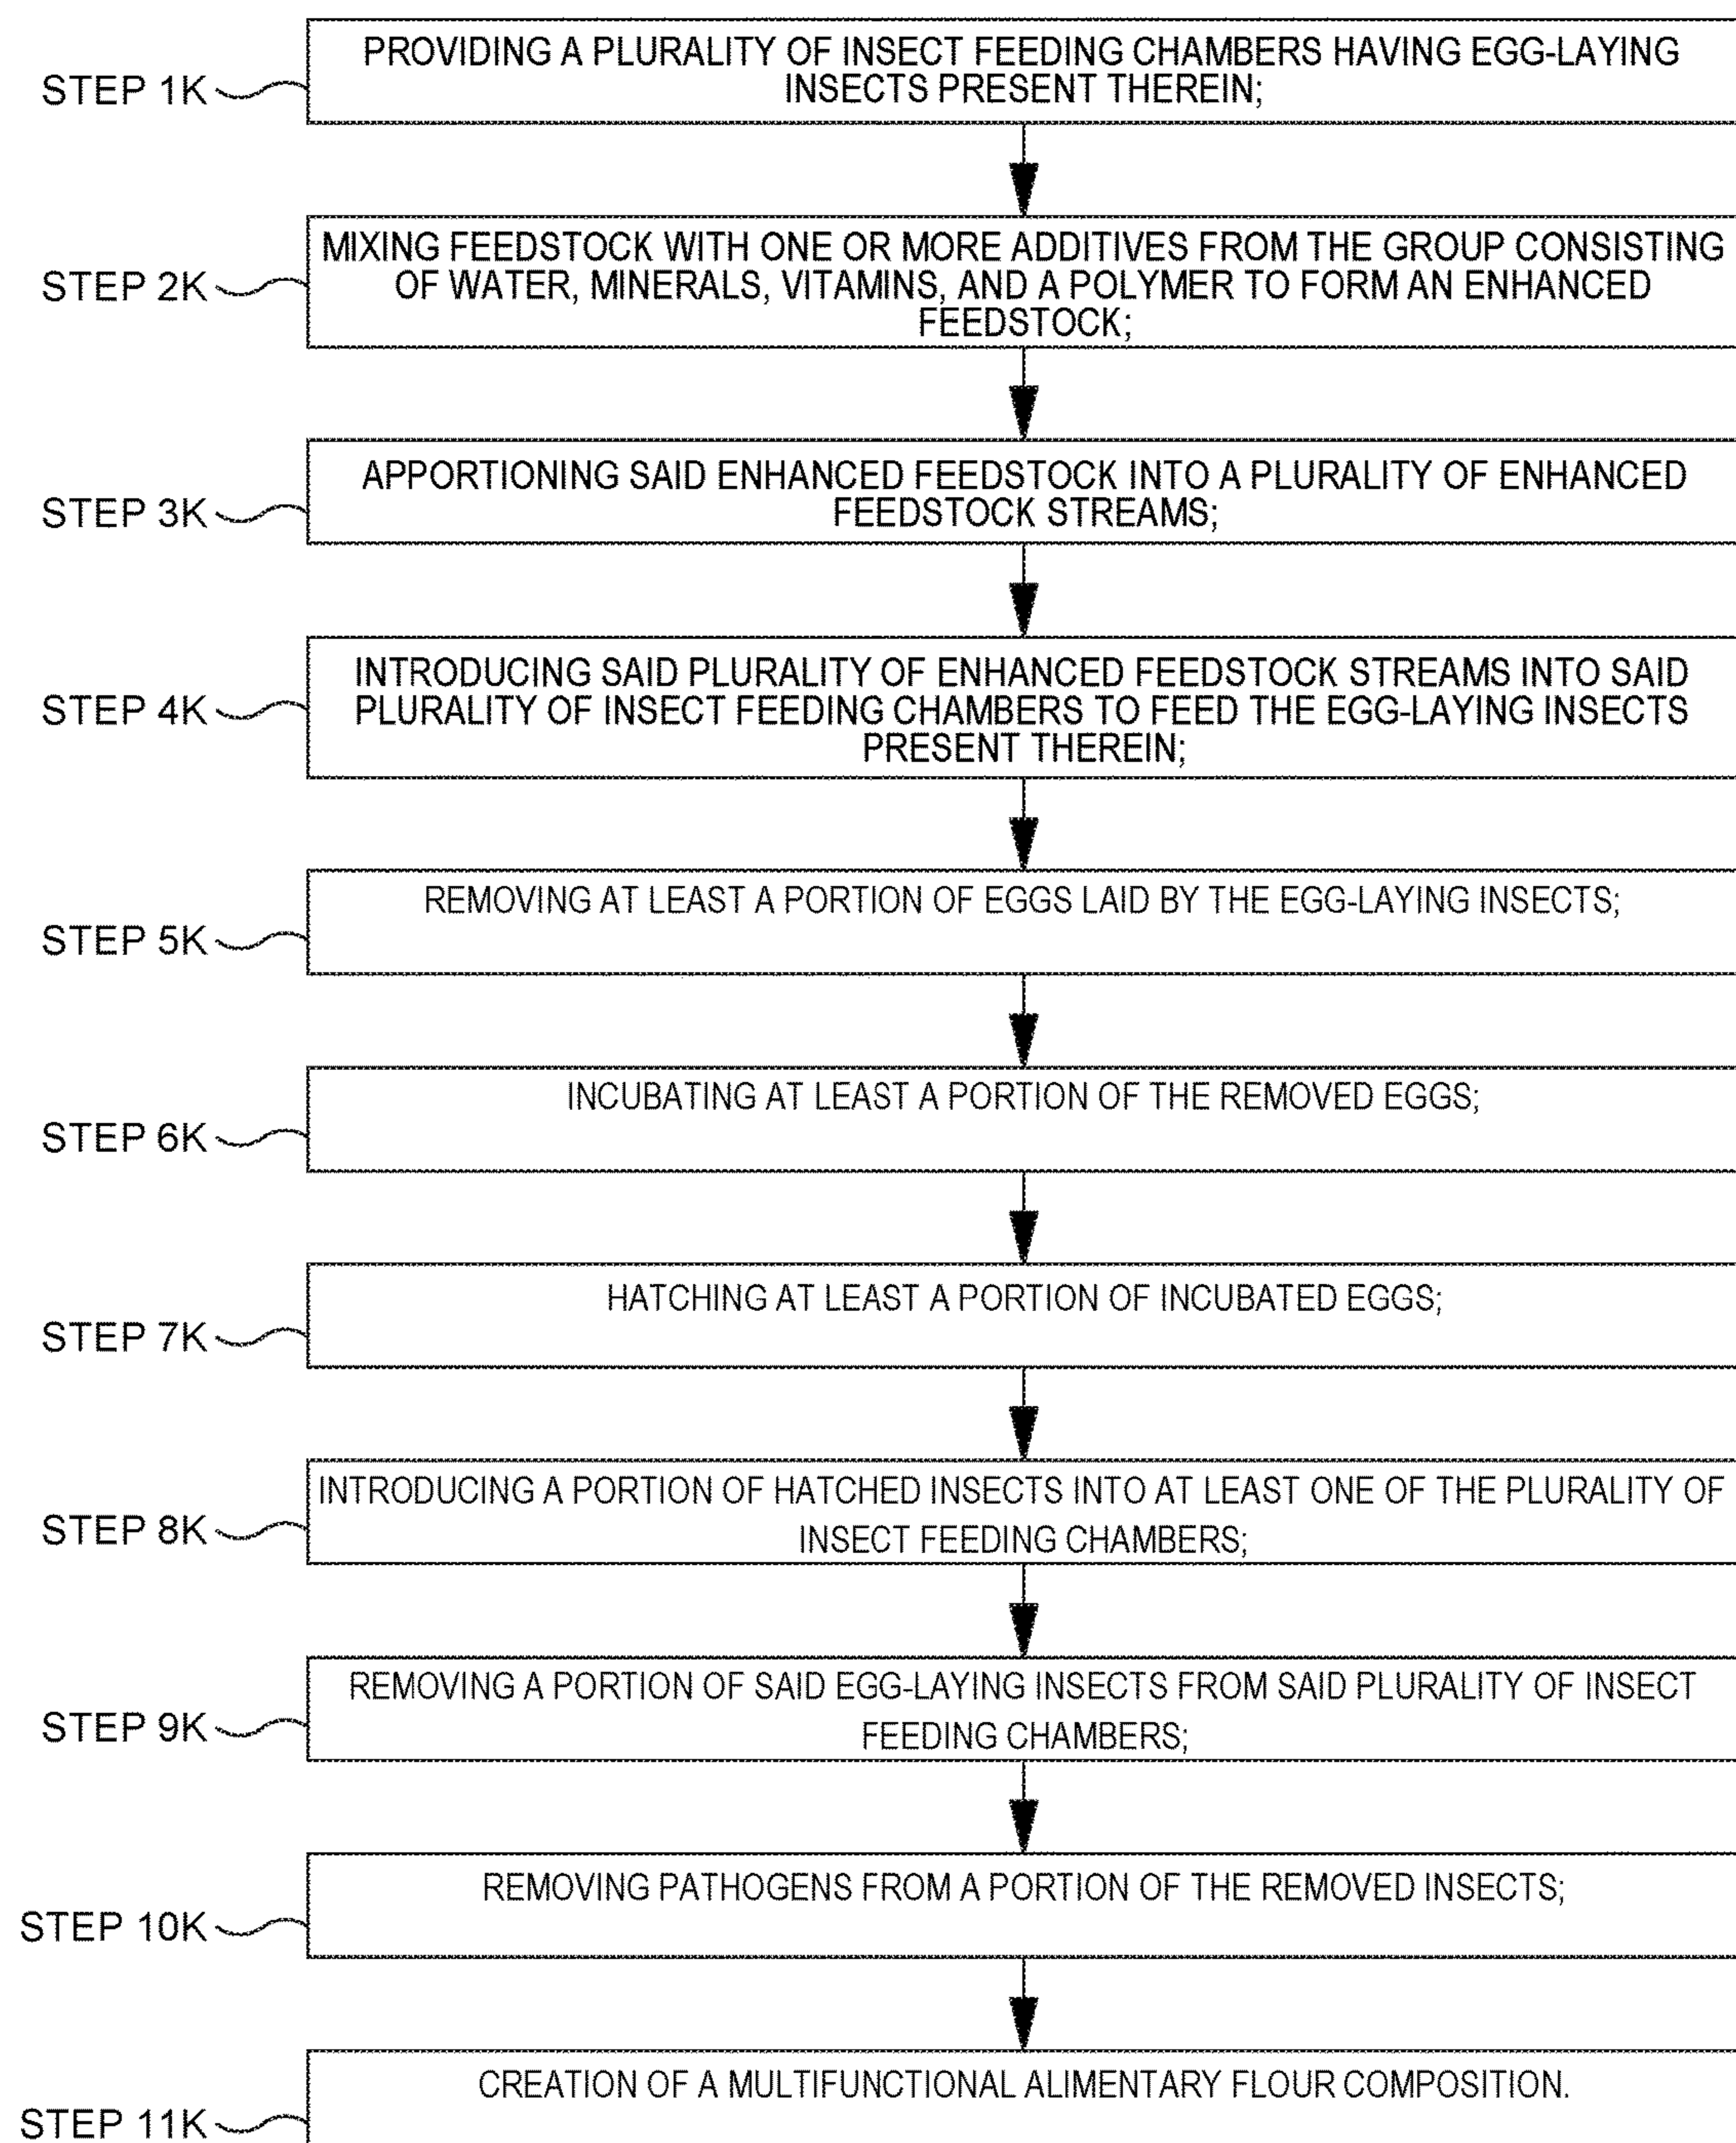 STEP 1K
PROVIDING A PLURALITY OF INSECT FEEDING CHAMBERS HAVING EGG-LAYING
INSECTS PRESENT THEREIN;
STEP 2K
MIXING FEEDSTOCK WITH ONE OR MORE ADDITIVES FROM THE GROUP CONSISTING
OF WATER, MINERALS, VITAMINS, AND A POLYMER TO FORM AN ENHANCED
FEEDSTOCK;
STEP 3K
APPORTIONING SAID ENHANCED FEEDSTOCK INTO A PLURALITY OF ENHANCED
FEEDSTOCK STREAMS;
STEP 4K
INTRODUCING SAID PLURALITY OF ENHANCED FEEDSTOCK STREAMS INTO SAID
PLURALITY OF INSECT FEEDING CHAMBERS TO FEED THE EGG-LAYING INSECTS
PRESENT THEREIN;
STEP 5K
REMOVING AT LEAST A PORTION OF EGGS LAID BY THE EGG-LAYING INSECTS;
STEP 6K
INCUBATING AT LEAST A PORTION OF THE REMOVED EGGS;
STEP 7K
HATCHING AT LEAST A PORTION OF INCUBATED EGGS;
STEP 8K
INTRODUCING A PORTION OF HATCHED INSECTS INTO AT LEAST ONE OF THE PLURALITY OF
INSECT FEEDING CHAMBERS;
STEP 9K
REMOVING A PORTION OF SAID EGG-LAYING INSECTS FROM SAID PLURALITY OF INSECT
FEEDING CHAMBERS;
STEP 10K
REMOVING PATHOGENS FROM A PORTION OF THE REMOVED INSECTS;
STEP 11K
CREATION OF A MULTIFUNCTIONAL ALIMENTARY FLOUR COMPOSITION.